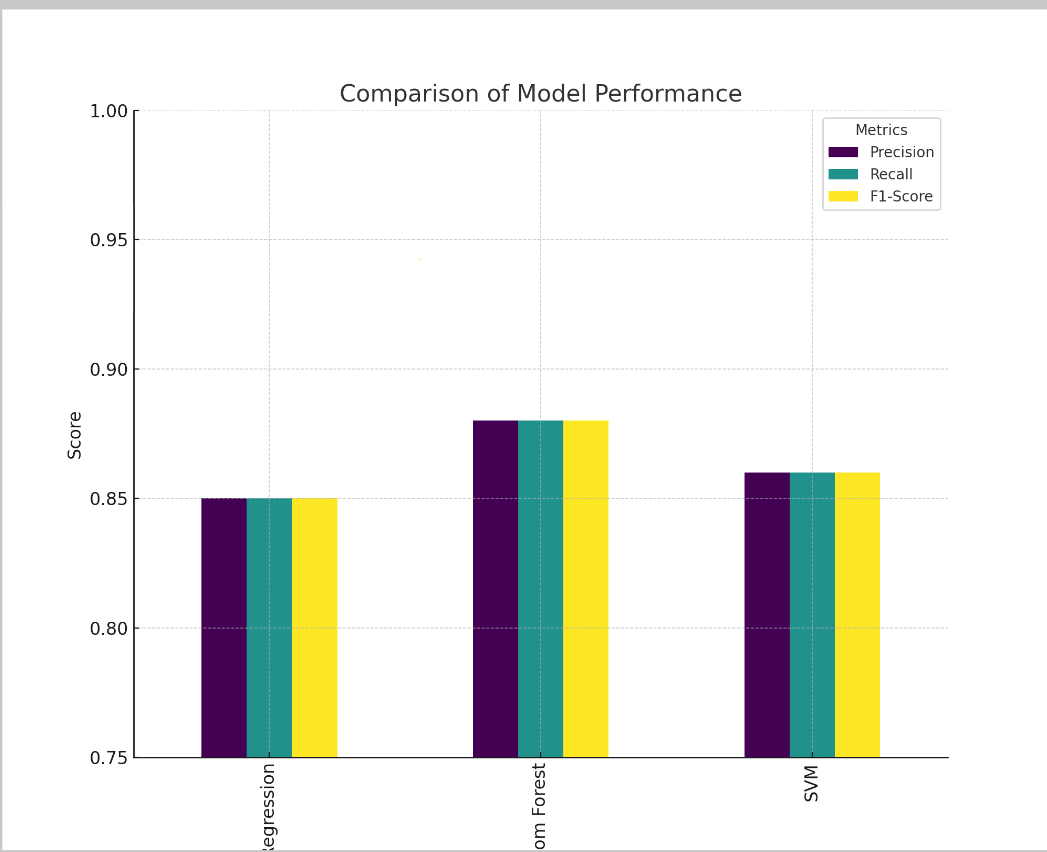 Comparison of Model Performance
1.00
0.95
0.90
0.85
0.80
0.75
Score
Metrics
Precision
Recall
F1-Score
Regression
om Forest
SVM